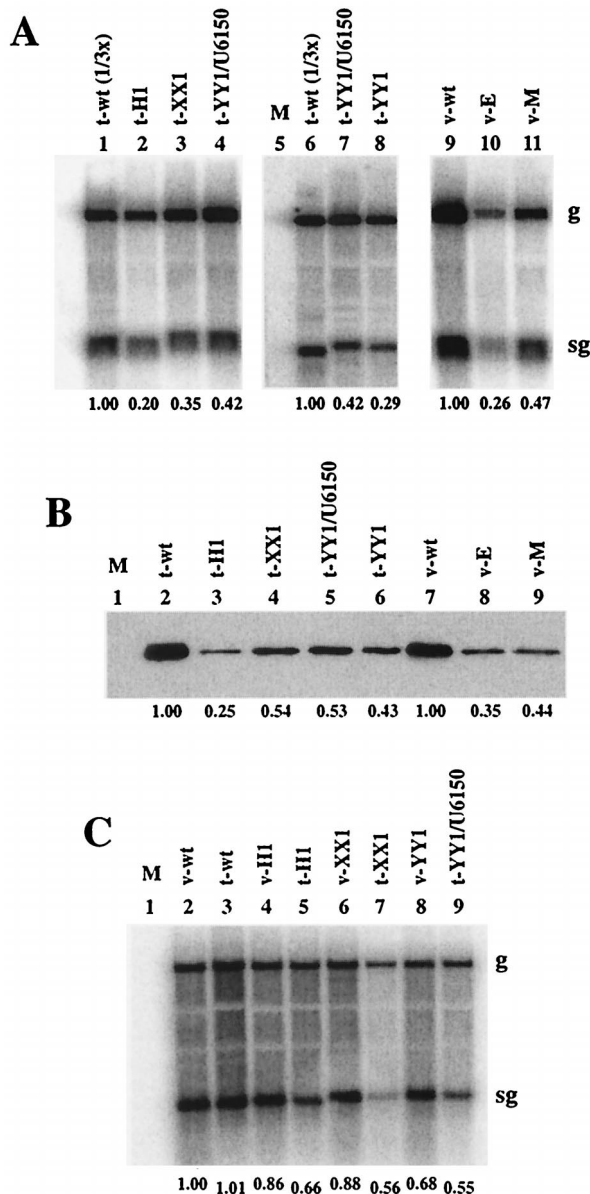 A
t-wt (1/3x) t-H1 t-XX1 t-YY1/U6150 M t-wt (1/3x) t-YY1/U6150 t-YY1 v-wt v-E v-M
1 2 3 4 5 6 7 8 9 10 11
g
sg
1.00 0.20 0.35 0.42 1.00 0.42 0.29 1.00 0.26 0.47
B
M t-wt t-H1 t-XX1 t-YY1/U6150 t-YY1 v-wt v-E v-M
1 2 3 4 5 6 7 8 9
1.00 0.25 0.54 0.53 0.43 1.00 0.35 0.44
C
M v-wt t-wt v-H1 t-H1 v-XX1 t-XX1 v-YY1 t-YY1/U6150
1 2 3 4 5 6 7 8 9
g
sg
1.00 1.01 0.86 0.66 0.88 0.56 0.68 0.55